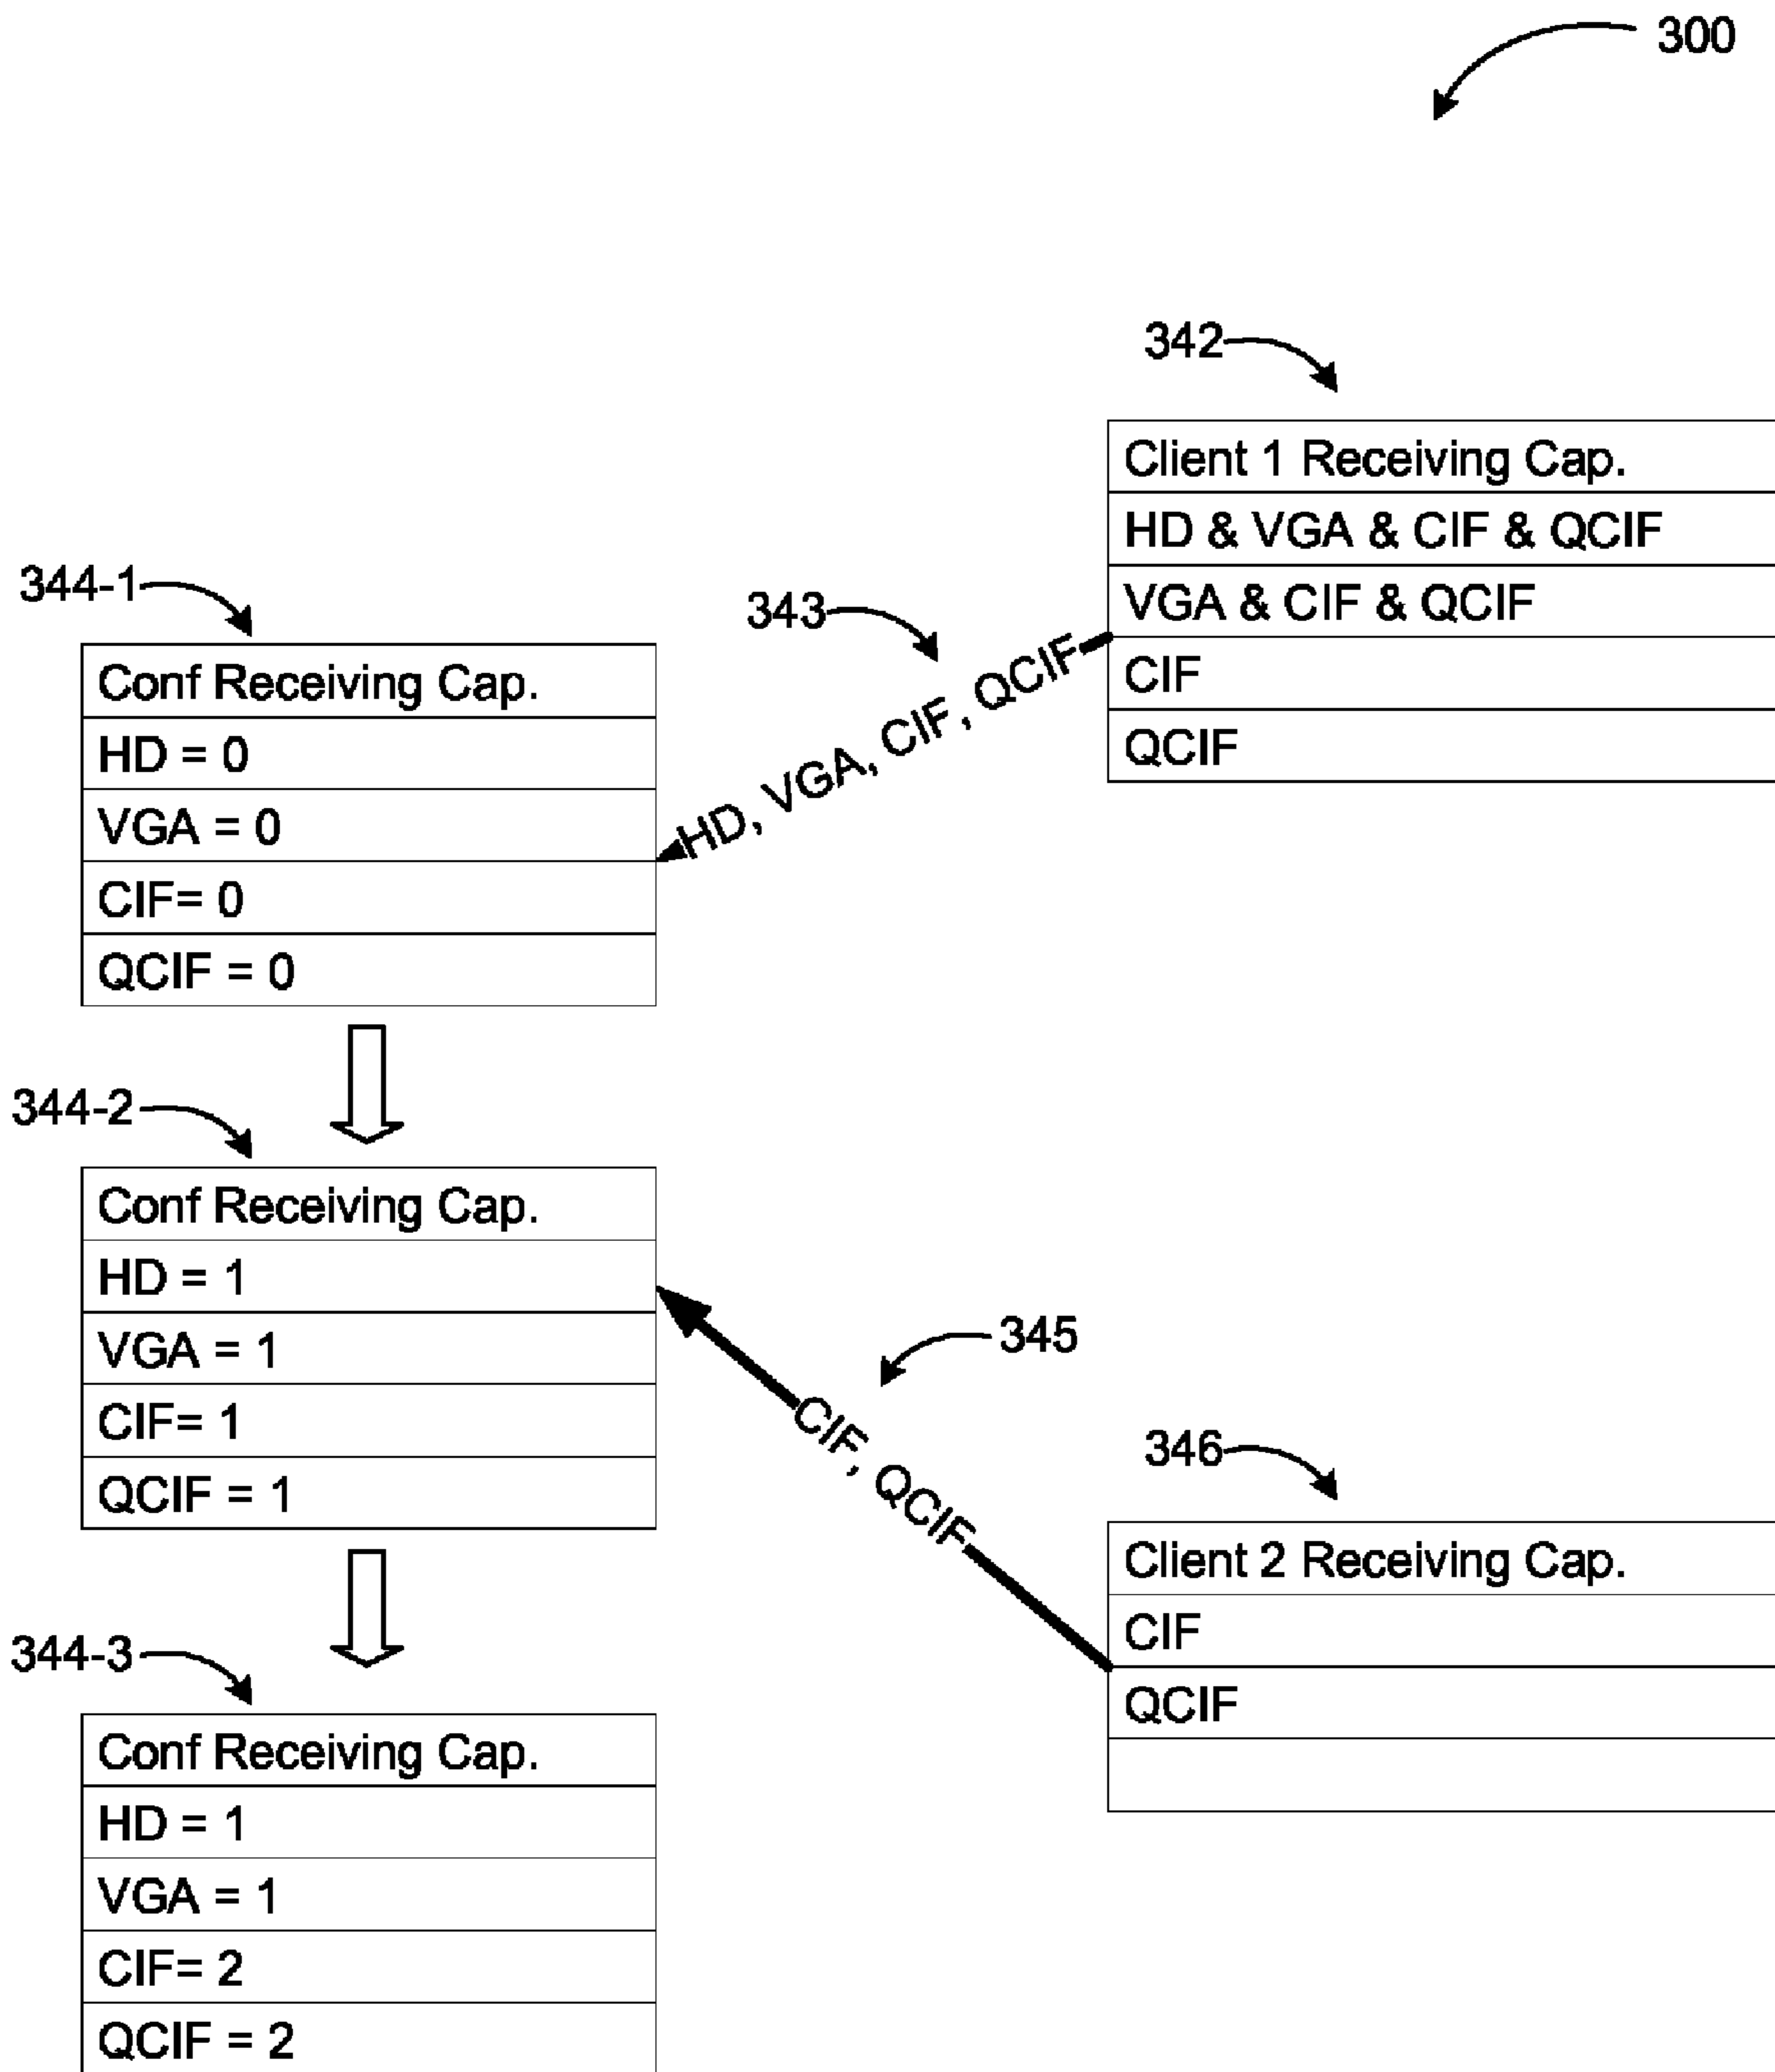 300
342
Client 1 Receiving Cap.
HD & VGA & CIF & QCIF
VGA & CIF & QCIF
CIF
QCIF
343
HD, VGA, CIF, QCIF
344-1
Conf Receiving Cap.
HD = 0
VGA = 0
CIF= 0
QCIF = 0
344-2
Conf Receiving Cap.
HD = 1
VGA = 1
CIF= 1
QCIF = 1
345
CIF, QCIF
346
Client 2 Receiving Cap.
CIF
QCIF
344-3
Conf Receiving Cap.
HD = 1
VGA = 1
CIF= 2
QCIF = 2